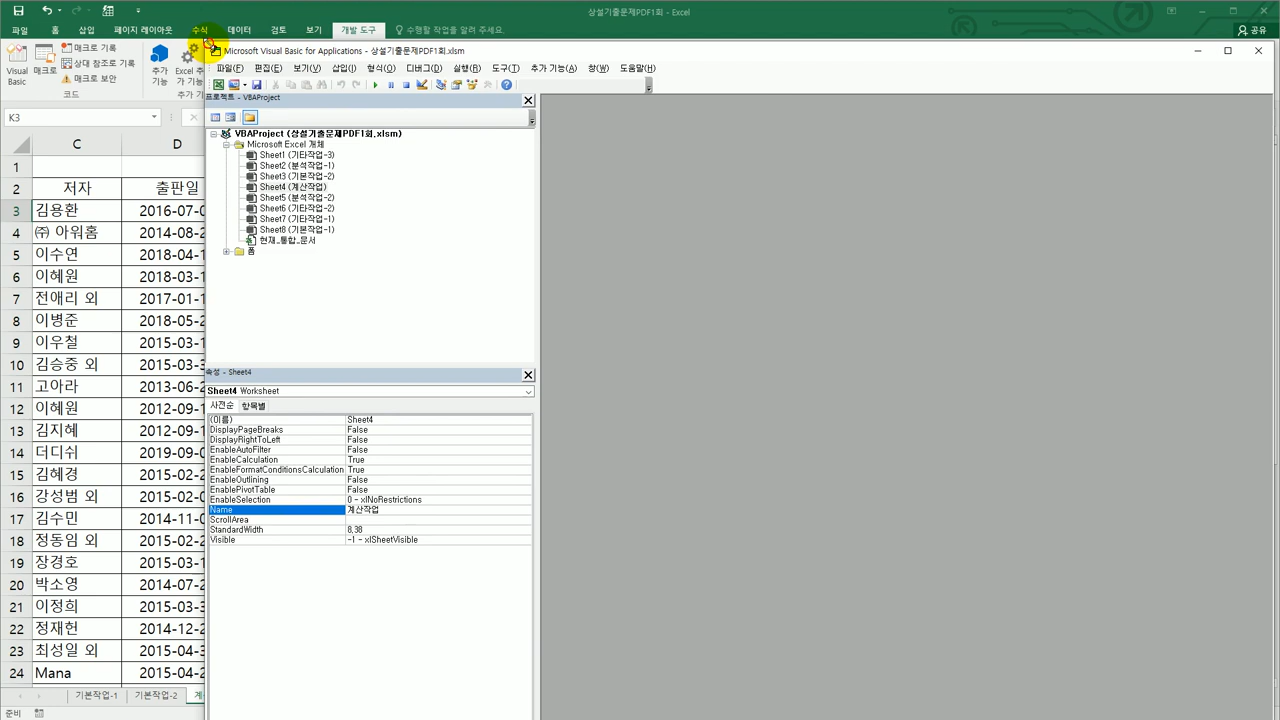 상설기출문제PDF1회 - Excel
파일 홈 삽입 페이지 레이아웃 수식 데이터 검토 보기 개발 도구 수행할 작업을 알려 주세요. 공유
Visual Basic
매크로
매크로 기록
상대 참조로 기록
매크로 보안
코드
추가 기능
Excel 추
가 기능
추가 기
Microsoft Visual Basic for Applications - 상설기출문제PDF1회.xlsm
파일(F) 편집(E) 보기(V) 삽입(I) 형식(O) 디버그(D) 실행(R) 도구(T) 추가 기능(A) 창(W) 도움말(H)
프로젝트 - VBAProject
VBAProject (상설기출문제PDF1회.xlsm)
Microsoft Excel 개체
Sheet1 (기타작업-3)
Sheet2 (분석작업-1)
Sheet3 (기본작업-2)
Sheet4 (계산작업)
Sheet5 (분석작업-2)
Sheet6 (기타작업-2)
Sheet7 (기타작업-1)
Sheet8 (기본작업-1)
현재_통합_문서
폼
속성 - Sheet4
Sheet4 Worksheet
사전순 항목별
(이름) Sheet4
DisplayPageBreaks False
DisplayRightToLeft False
EnableAutoFilter False
EnableCalculation True
EnableFormatConditionsCalculation True
EnableOutlining False
EnablePivotTable False
EnableSelection 0 - xlNoRestrictions
Name 계산작업
ScrollArea
StandardWidth 8,38
Visible -1 - xlSheetVisible
K3
C D
1
2 저자 출판일
3 김용환 2016-07-0
4 ㈜ 아워홈 2014-08-2
5 이수연 2018-04-1
6 이혜원 2018-03-1
7 전애리 외 2017-01-1
8 이병준 2018-05-2
9 이우철 2015-03-1
10 김승중 외 2015-03-3
11 고아라 2013-06-2
12 이혜원 2012-09-1
13 김지혜 2012-09-1
14 더디쉬 2019-09-0
15 김혜경 2015-02-2
16 강성범 외 2015-02-0
17 김수민 2014-11-0
18 정동임 외 2015-02-2
19 장경호 2015-03-1
20 박소영 2014-07-2
21 이정희 2015-03-3
22 정재헌 2014-12-2
23 최성일 외 2015-04-3
24 Mana 2015-04-2
기본작업-1 기본작업-2 계
준비